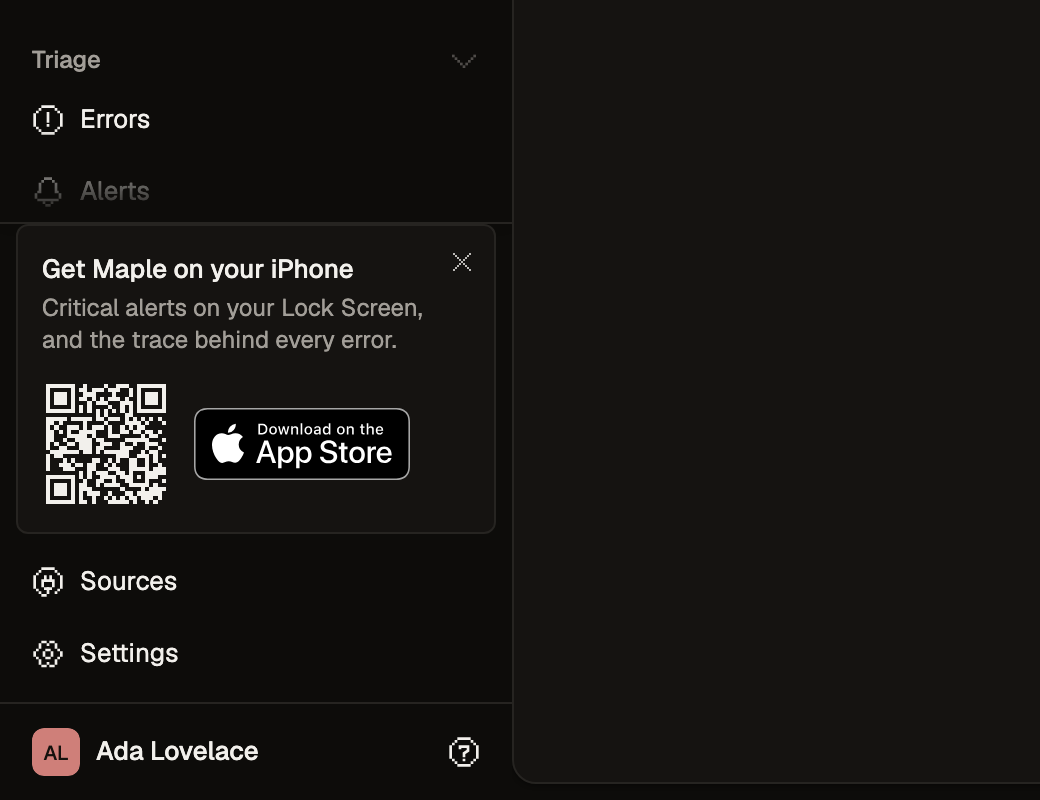 Triage
Errors
Alerts
Get Maple on your iPhone
Critical alerts on your Lock Screen,
and the trace behind every error.
Download on the
App Store
Sources
Settings
AL Ada Lovelace